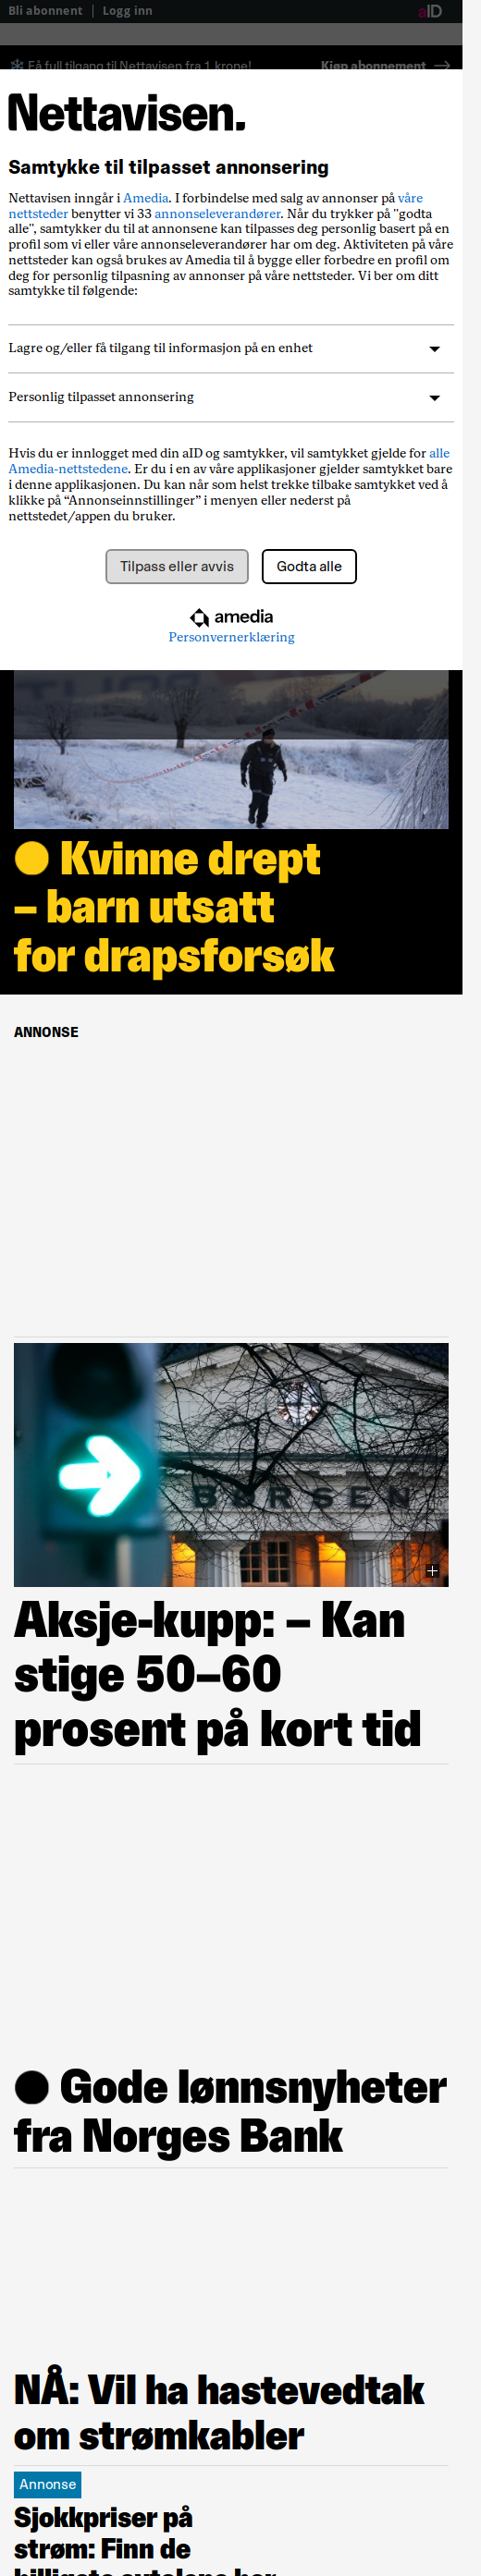 Bli abonnent | Logg inn aID
Få full tilgang til Nettavisen fra 1 krone! Kjøp abonnement →
Nettavisen.
Samtykke til tilpasset annonsering
Nettavisen inngår i Amedia. I forbindelse med salg av annonser på våre
nettsteder benytter vi 33 annonseleverandører. Når du trykker på "godta
alle", samtykker du til at annonsene kan tilpasses deg personlig basert på en
profil som vi eller våre annonseleverandører har om deg. Aktiviteten på våre
nettsteder kan også brukes av Amedia til å bygge eller forbedre en profil om
deg for personlig tilpasning av annonser på våre nettsteder. Vi ber om ditt
samtykke til følgende:
Lagre og/eller få tilgang til informasjon på en enhet
Personlig tilpasset annonsering
Hvis du er innlogget med din aID og samtykker, vil samtykket gjelde for alle
Amedia-nettstedene. Er du i en av våre applikasjoner gjelder samtykket bare
i denne applikasjonen. Du kan når som helst trekke tilbake samtykket ved å
klikke på “Annonseinnstillinger” i menyen eller nederst på
nettstedet/appen du bruker.
Tilpass eller avvis
Godta alle
amedia
Personvernerklæring
Kvinne drept
– barn utsatt
for drapsforsøk
ANNONSE
BØRSEN
Aksje-kupp: – Kan
stige 50–60
prosent på kort tid
Gode lønnsnyheter
fra Norges Bank
NÅ: Vil ha hastevedtak
om strømkabler
Annonse
Sjokkpriser på
strøm: Finn de